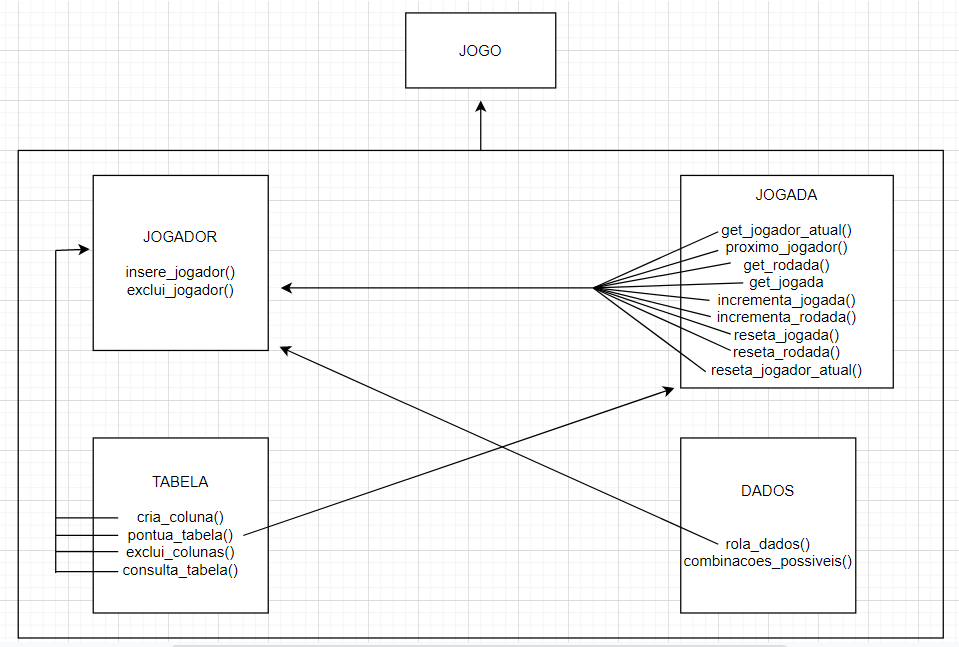 JOGO
JOGADOR
insere_jogador()
exclui_jogador()
JOGADA
get_jogador_atual()
proximo_jogador()
get_rodada()
get_jogada
incrementa_jogada()
incrementa_rodada()
reseta_jogada()
reseta_rodada()
reseta_jogador_atual()
TABELA
cria_coluna()
pontua_tabela()
exclui_colunas()
consulta_tabela()
DADOS
rola_dados()
combinacoes_possiveis()